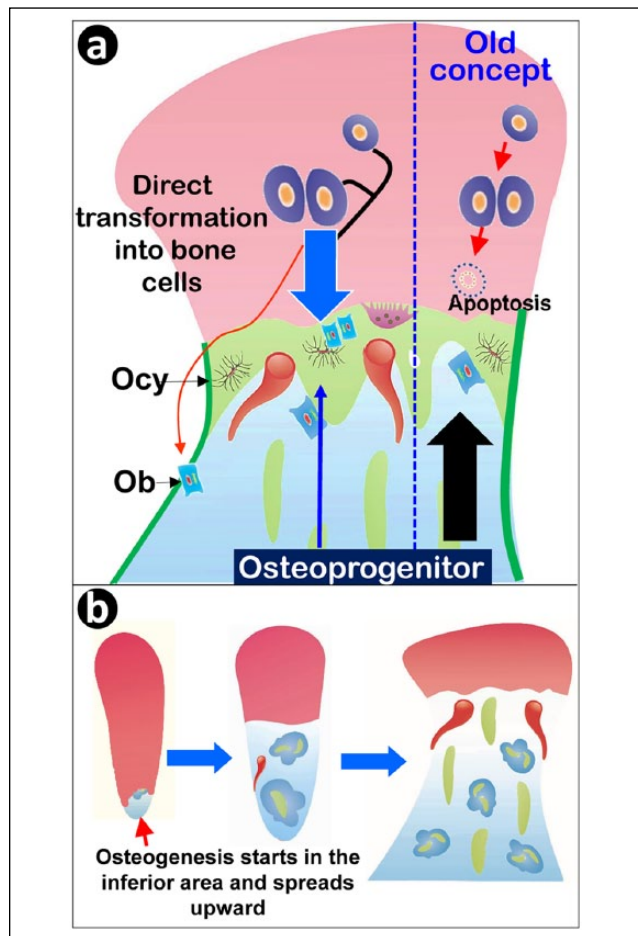 a
Old
concept
Direct
transformation
into bone
cells
Apoptosis
Ocy
Ob
Osteoprogenitor
b
Osteogenesis starts in the
inferior area and spreads
upward